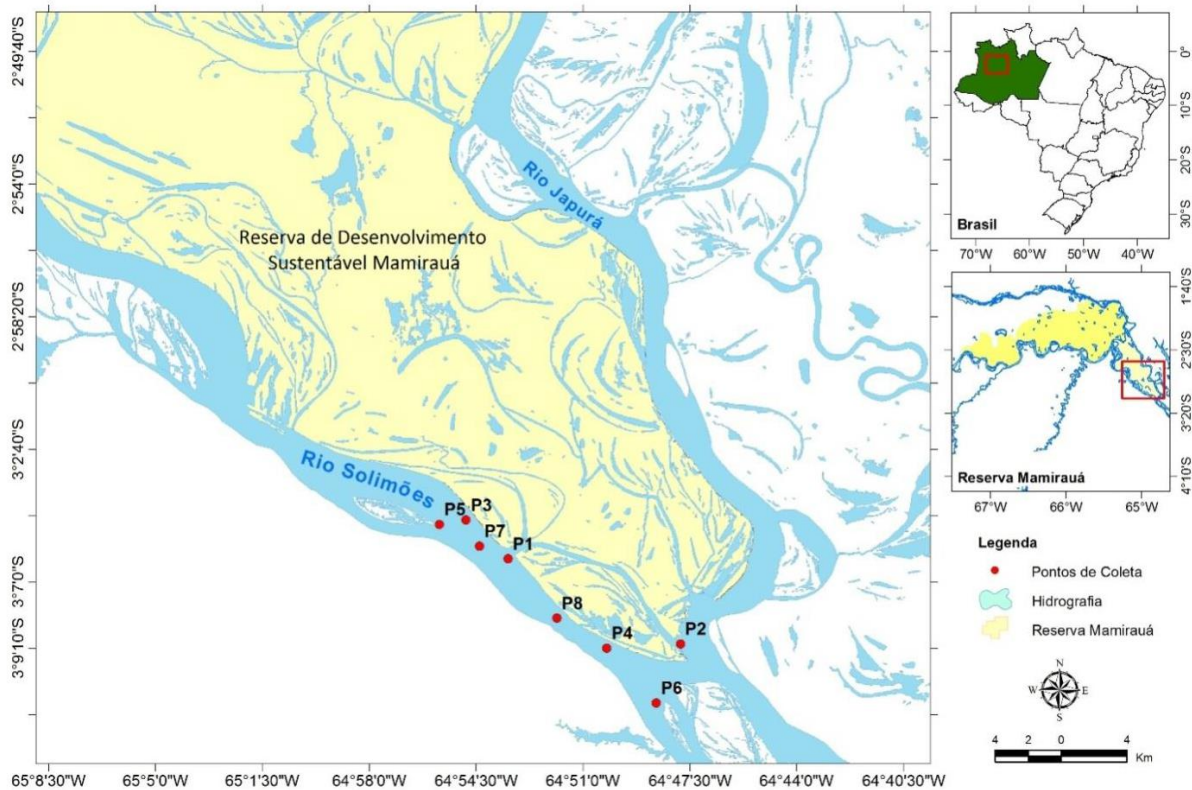 2°49'40"S
2°54'0"S
2°58'20"S
3°2'40"S
3°7'0"S
3°9'10"S
65°8'30"W
65°5'0"W
65°1'30"W
64°58'0"W
64°54'30"W
64°51'0"W
64°47'30"W
64°44'0"W
64°40'30"W
Rio Japurá
Reserva de Desenvolvimento
Sustentável Mamirauá
Rio Solimões
P5
P3
P7
P1
P8
P4
P2
P6
0°
10°S
20°S
30°S
Brasil
70°W
60°W
50°W
40°W
1°40'S
2°30'S
3°20'S
4°10'S
Reserva Mamirauá
67°W
66°W
65°W
Legenda
Pontos de Coleta
Hidrografia
Reserva Mamirauá
N
W
E
S
4 2 0 4
Km